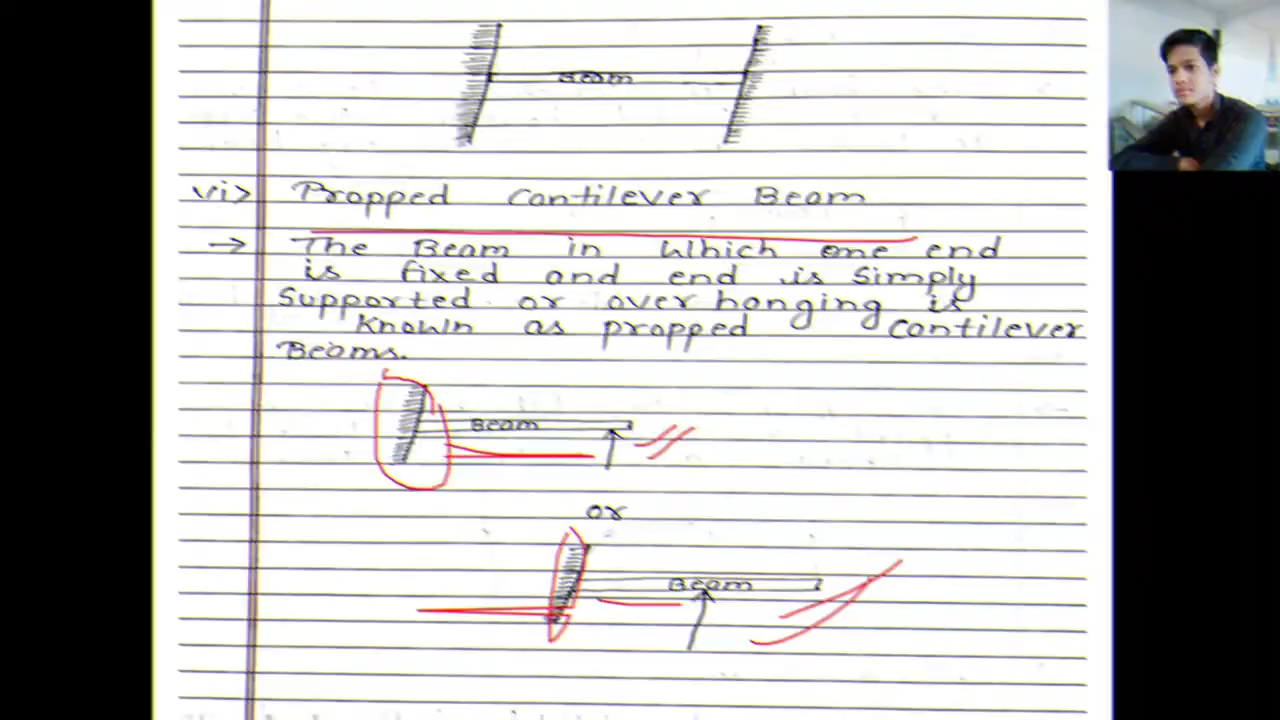 Beam
vi> Propped Cantilever Beam
→ The Beam in which one end
is fixed and end is Simply
Supported or over hanging is
Known as propped Cantilever
Beams.
Beam
or
Beam